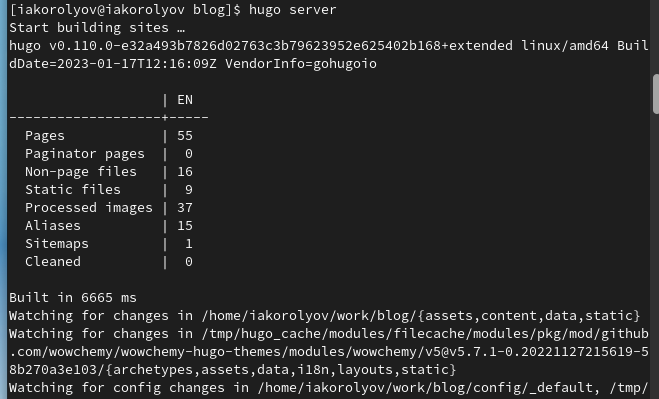 [iakorolyov@iakorolyov blog]$ hugo server
Start building sites …
hugo v0.110.0-e32a493b7826d02763c3b79623952e625402b168+extended linux/amd64 Buil
dDate=2023-01-17T12:16:09Z VendorInfo=gohugoio
| EN
-------------------+-----
Pages | 55
Paginator pages | 0
Non-page files | 16
Static files | 9
Processed images | 37
Aliases | 15
Sitemaps | 1
Cleaned | 0
Built in 6665 ms
Watching for changes in /home/iakorolyov/work/blog/{assets,content,data,static}
Watching for changes in /tmp/hugo_cache/modules/filecache/modules/pkg/mod/github
.com/wowchemy/wowchemy-hugo-themes/modules/wowchemy/v5@v5.7.1-0.20221127215619-5
8b270a3e103/{archetypes,assets,data,i18n,layouts,static}
Watching for config changes in /home/iakorolyov/work/blog/config/_default, /tmp/